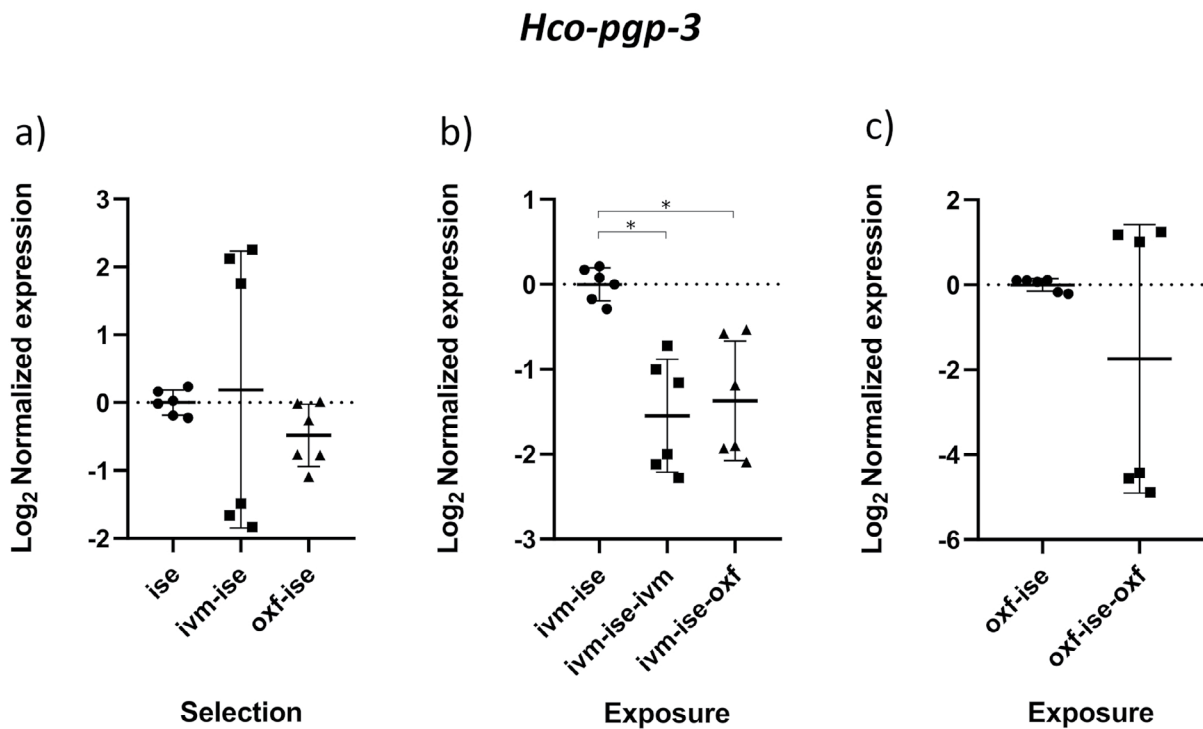 Hco-pgp-3
a)
Log2 Normalized expression
3
2
1
0
-1
-2
ise
ivm-ise
oxf-ise
Selection
b)
Log2 Normalized expression
1
0
-1
-2
-3
*
*
ivm-ise
ivm-ise-ivm
ivm-ise-oxf
Exposure
c)
Log2 Normalized expression
2
0
-2
-4
-6
oxf-ise
oxf-ise-oxf
Exposure